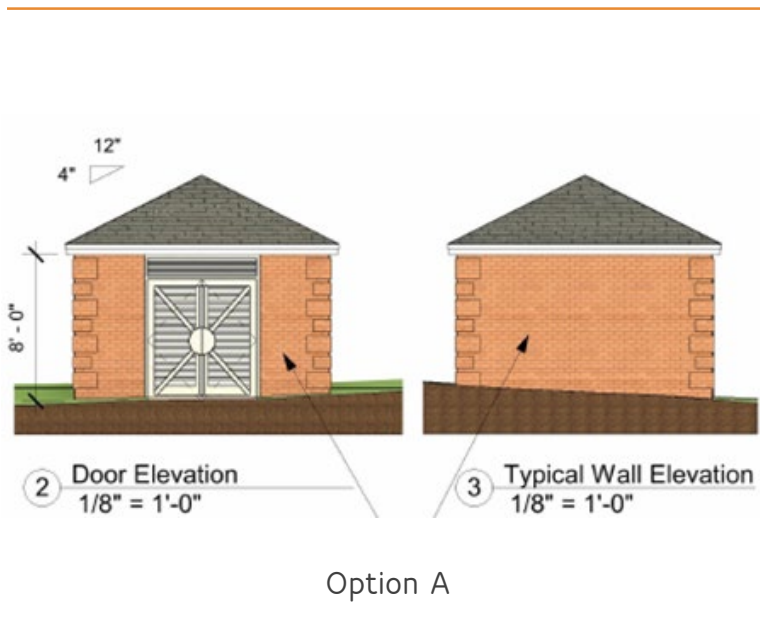 12"
4"
8' - 0"
2 Door Elevation
1/8" = 1'-0"
3 Typical Wall Elevation
1/8" = 1'-0"
Option A